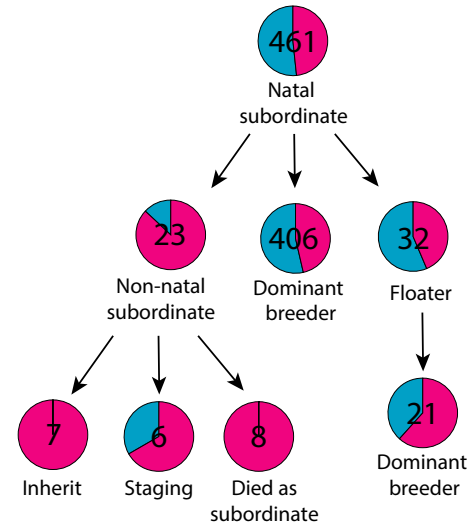 461
Natal
subordinate
23
406
32
Non-natal
subordinate
Dominant
breeder
Floater
7
6
8
21
Inherit
Staging
Died as
subordinate
Dominant
breeder